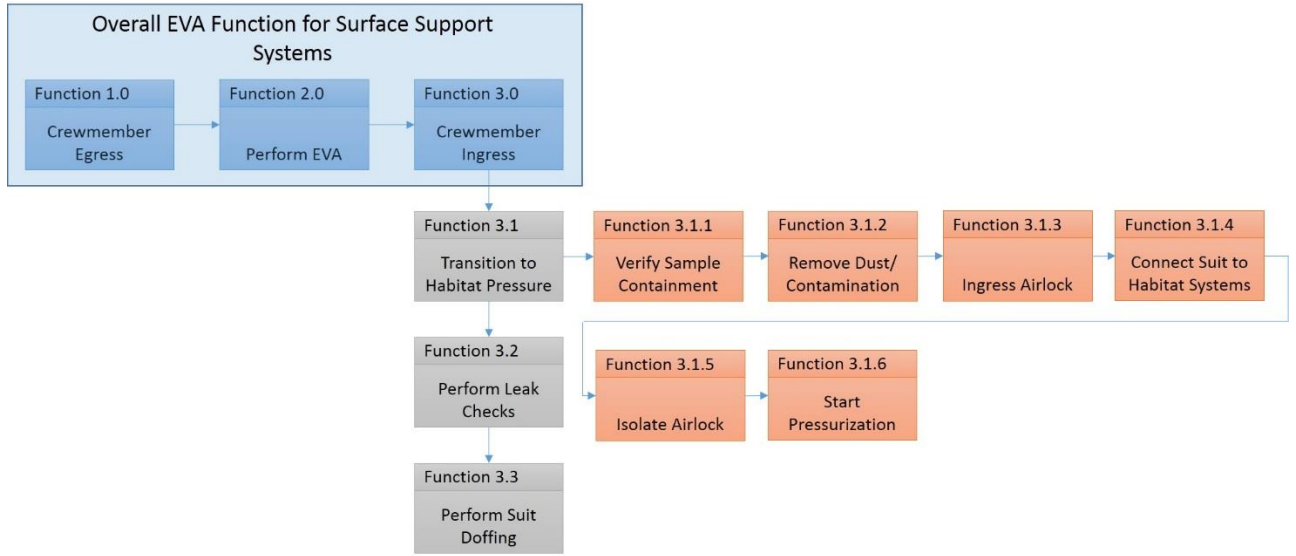 Overall EVA Function for Surface Support
Systems
Function 1.0
Crewmember
Egress
Function 2.0
Perform EVA
Function 3.0
Crewmember
Ingress
Function 3.1
Transition to
Habitat Pressure
Function 3.1.1
Verify Sample
Containment
Function 3.1.2
Remove Dust/
Contamination
Function 3.1.3
Ingress Airlock
Function 3.1.4
Connect Suit to
Habitat Systems
Function 3.2
Perform Leak
Checks
Function 3.1.5
Isolate Airlock
Function 3.1.6
Start
Pressurization
Function 3.3
Perform Suit
Doffing